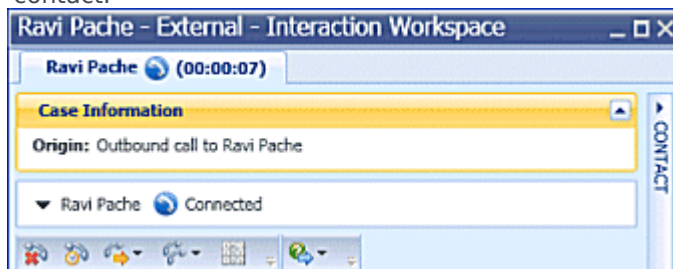 contact.
Ravi Pache - External - Interaction Workspace
Ravi Pache (00:00:07)
Case Information
Origin: Outbound call to Ravi Pache
CONTACT
Ravi Pache Connected